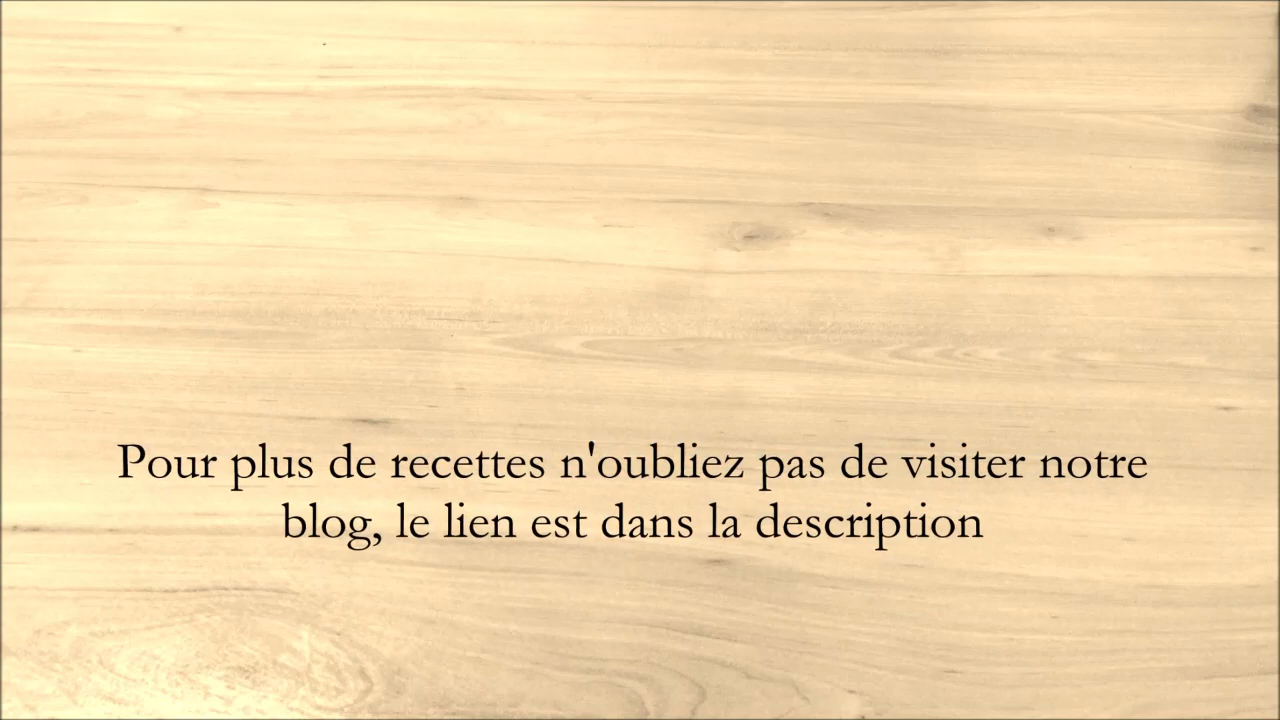 Pour plus de recettes n'oubliez pas de visiter notre
blog, le lien est dans la description